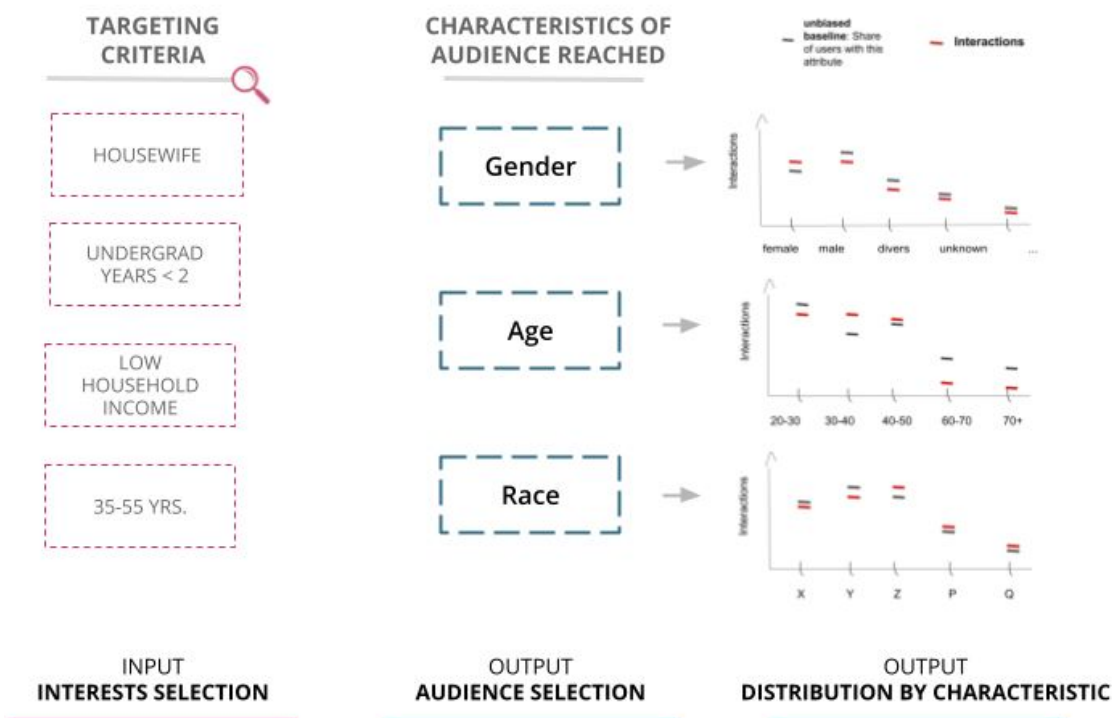 TARGETING
CRITERIA
HOUSEWIFE
UNDERGRAD
YEARS < 2
LOW
HOUSEHOLD
INCOME
35-55 YRS.
INPUT
INTERESTS SELECTION
CHARACTERISTICS OF
AUDIENCE REACHED
Gender
Age
Race
OUTPUT
AUDIENCE SELECTION
unbiased
baseline: Share
of users with this
attribute
Interactions
Interactions
female male divers unknown ...
Interactions
20-30 30-40 40-50 60-70 70+
Interactions
X Y Z P Q
OUTPUT
DISTRIBUTION BY CHARACTERISTIC